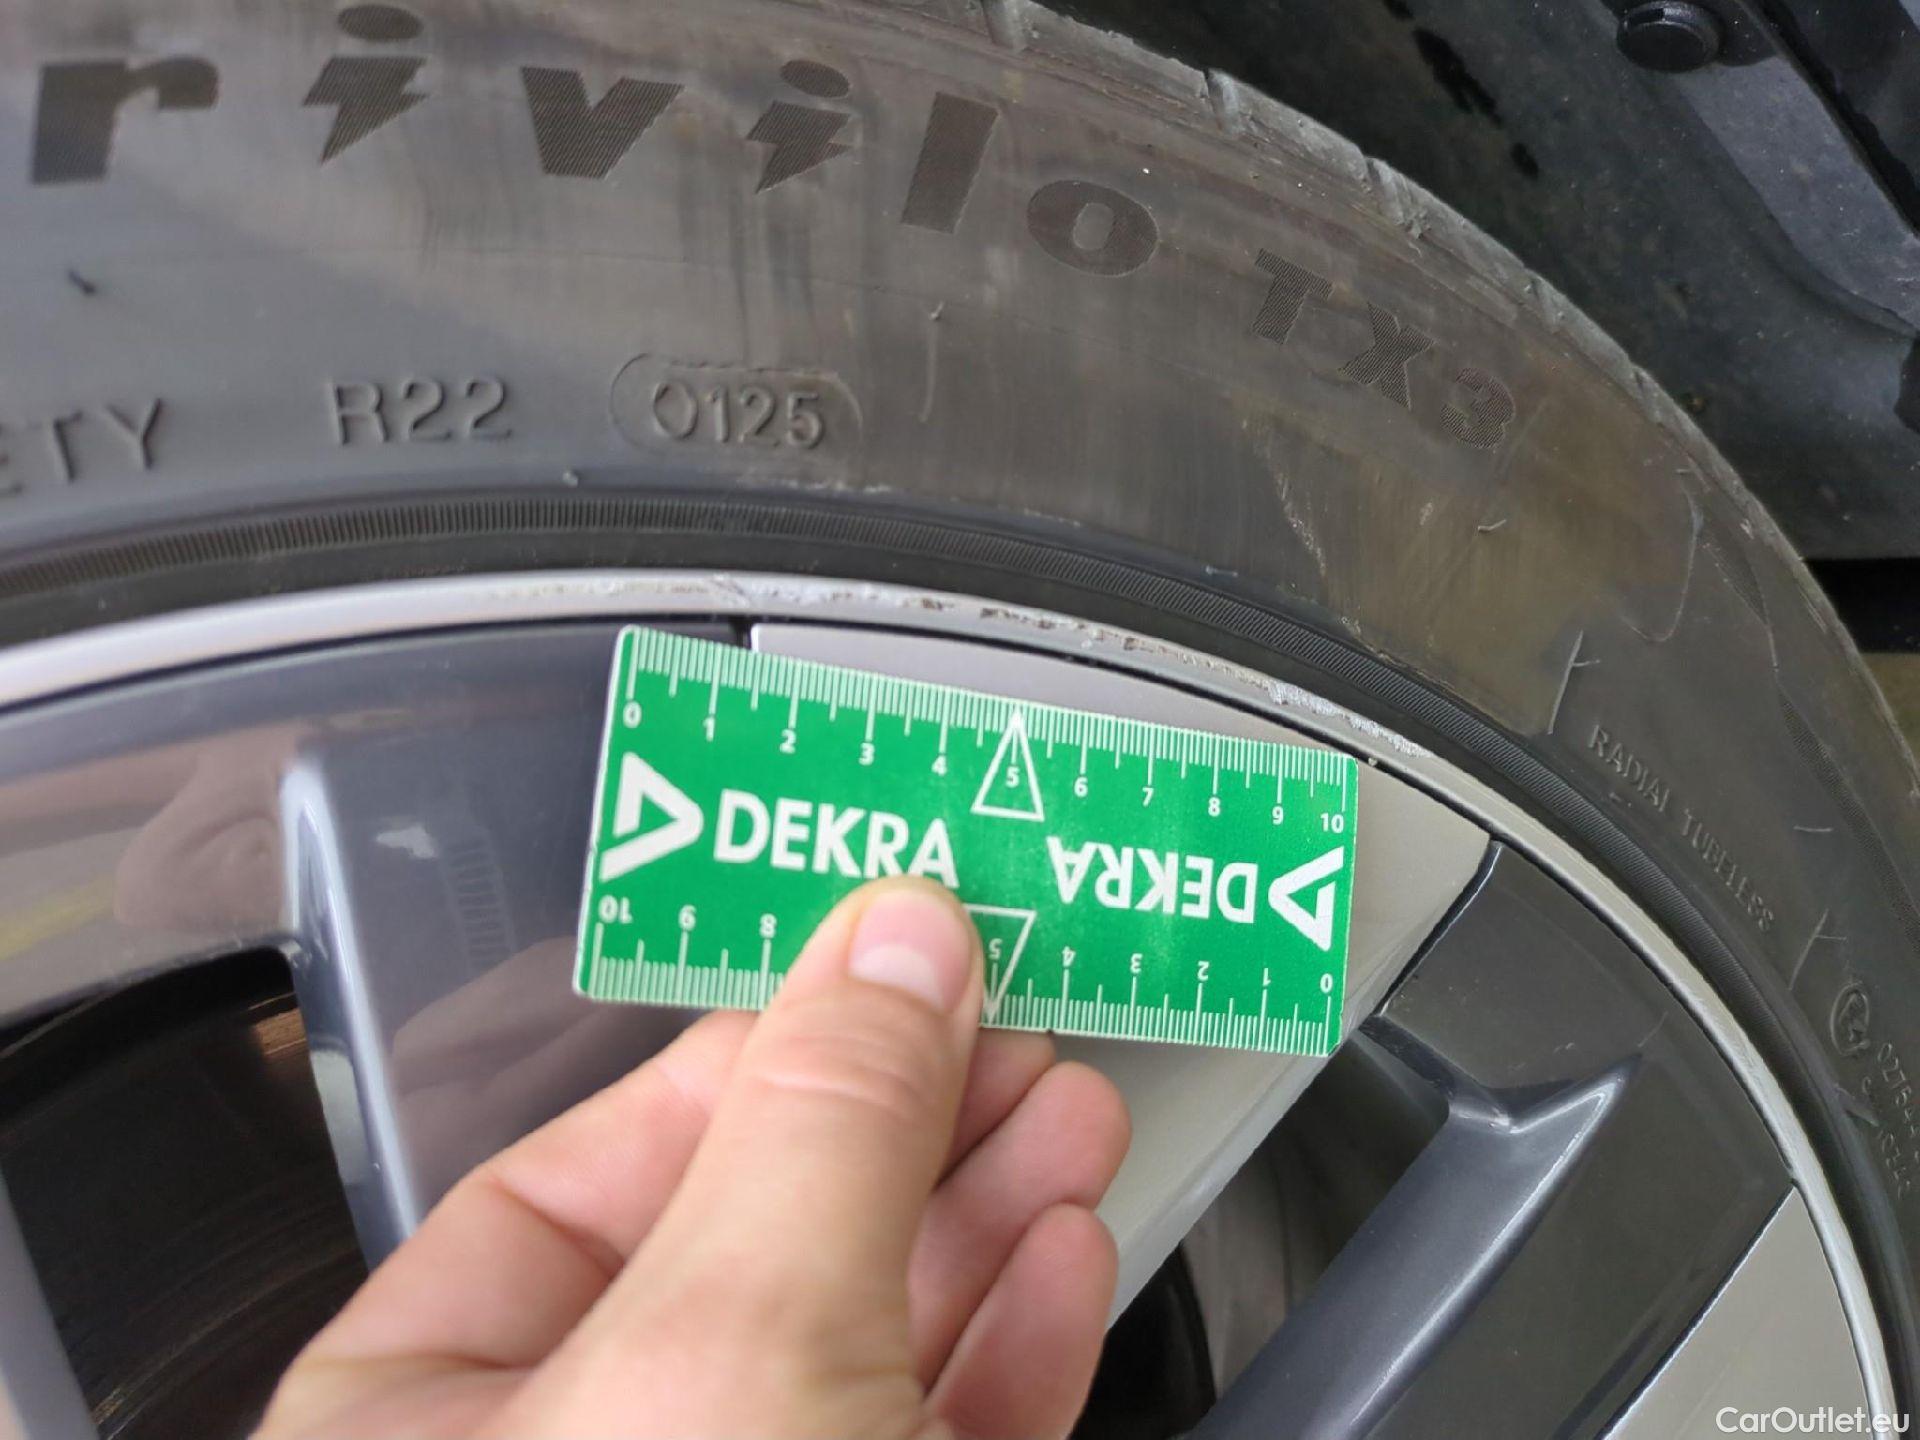 rivilo TX3
ETY R22 0125
RADIAL TUBELESS
0 1 2 3 4 5 6 7 8 9 10
DEKRA DEKRA
10 9 8 5 4 3 2 1 0
CarOutlet.eu